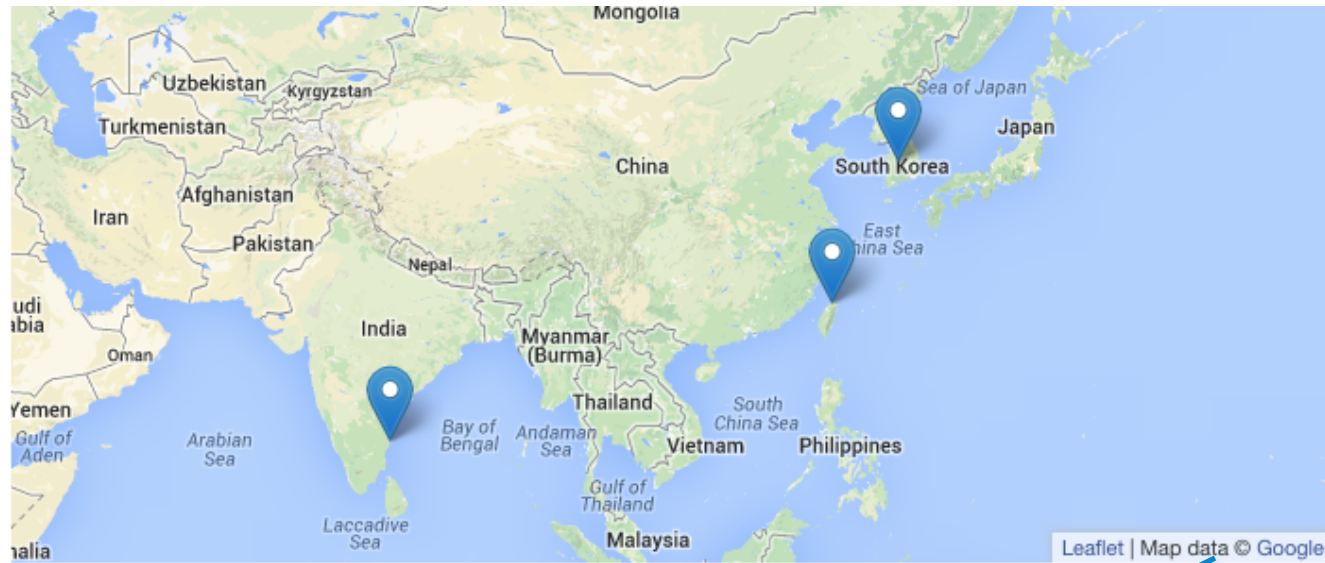 Mongolia
Uzbekistan
Kyrgyzstan
Sea of Japan
Turkmenistan
Japan
China
South Korea
Afghanistan
Iran
Pakistan
East
hina Sea
Nepal
udi
abia
India
Oman
Myanmar
(Burma)
Yemen
Thailand
South
China Sea
Gulf of
Aden
Arabian
Sea
Bay of
Bengal
Andaman
Sea
Vietnam
Philippines
Gulf of
Thailand
Laccadive
Sea
Malaysia
nalia
Leaflet | Map data © Google